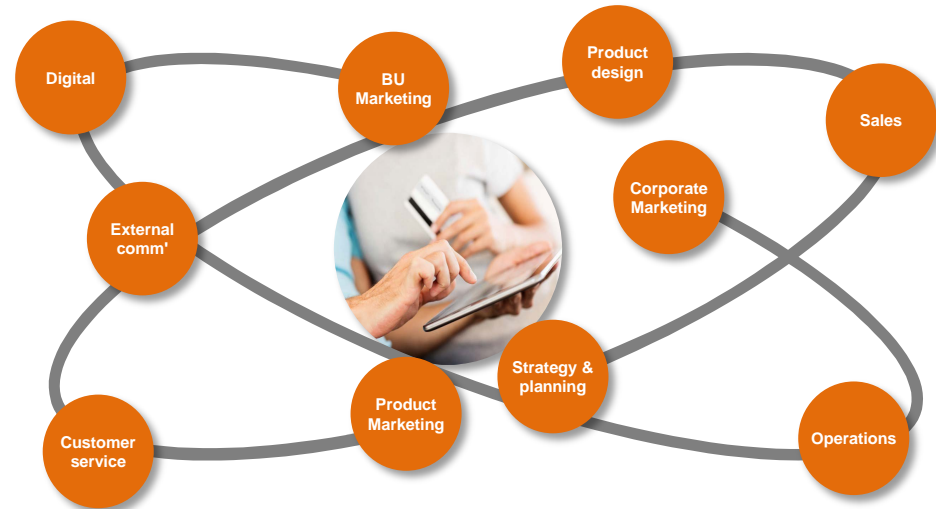 Digital
BU
Marketing
Product
design
Sales
Corporate
Marketing
External
comm'
Strategy &
planning
Product
Marketing
Customer
service
Operations